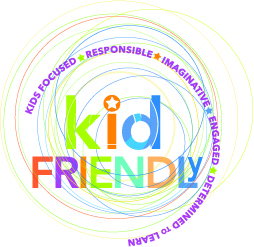 KIDS FOCUSED ★ RESPONSIBLE ★ IMAGINATIVE ★ ENGAGED ★ DETERMINED TO LEARN
kid
FRIENDLy